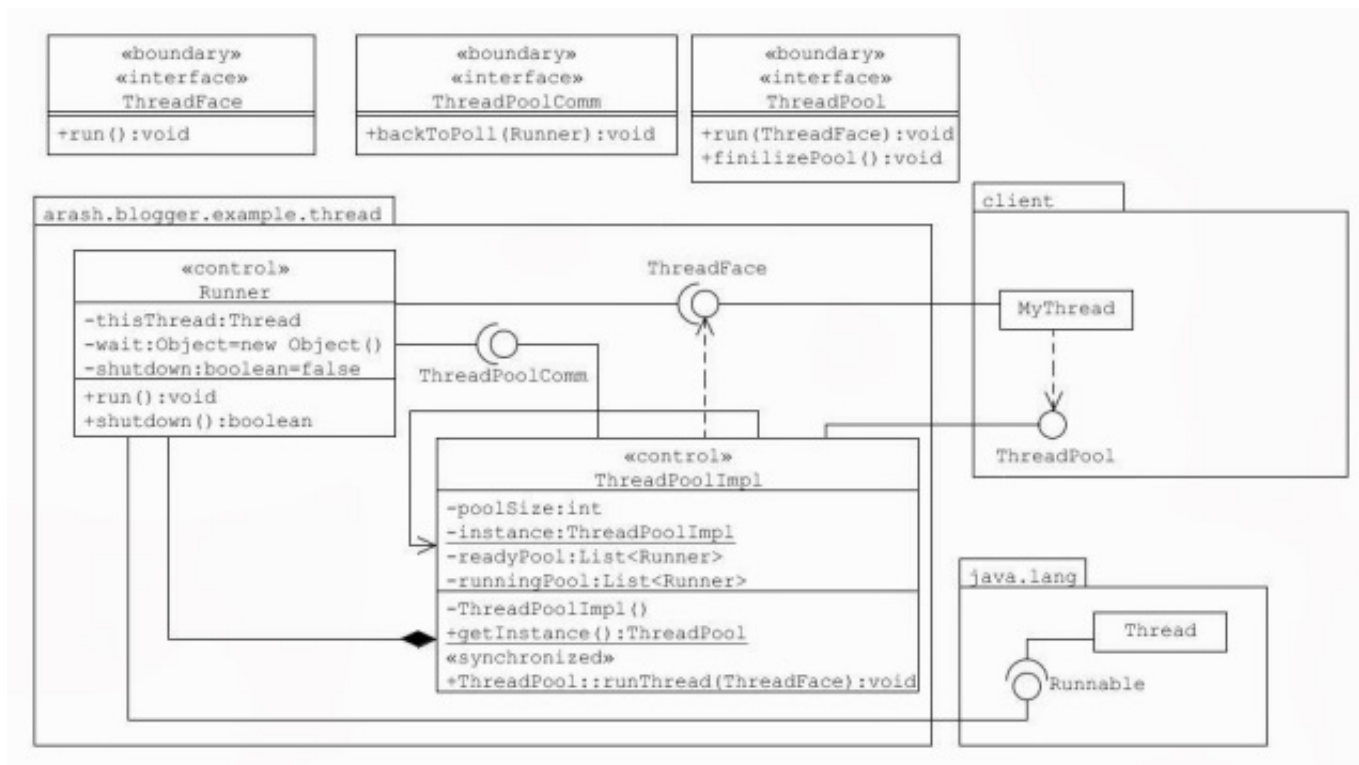 «boundary»
«interface»
ThreadFace
+run():void
«boundary»
«interface»
ThreadPoolComm
+backToPoll(Runner):void
«boundary»
«interface»
ThreadPool
+run(ThreadFace):void
+finilizePool():void
arash.blogger.example.thread
«control»
Runner
-thisThread:Thread
-wait:Object=new Object()
-shutdown:boolean=false
+run():void
+shutdown():boolean
ThreadFace
ThreadPoolComm
client
MyThread
ThreadPool
«control»
ThreadPoolImpl
-poolSize:int
-instance:ThreadPoolImpl
-readyPool:List<Runner>
-runningPool:List<Runner>
-ThreadPoolImpl()
+getInstance():ThreadPool
«synchronized»
+ThreadPool::runThread(ThreadFace):void
java.lang
Thread
Runnable